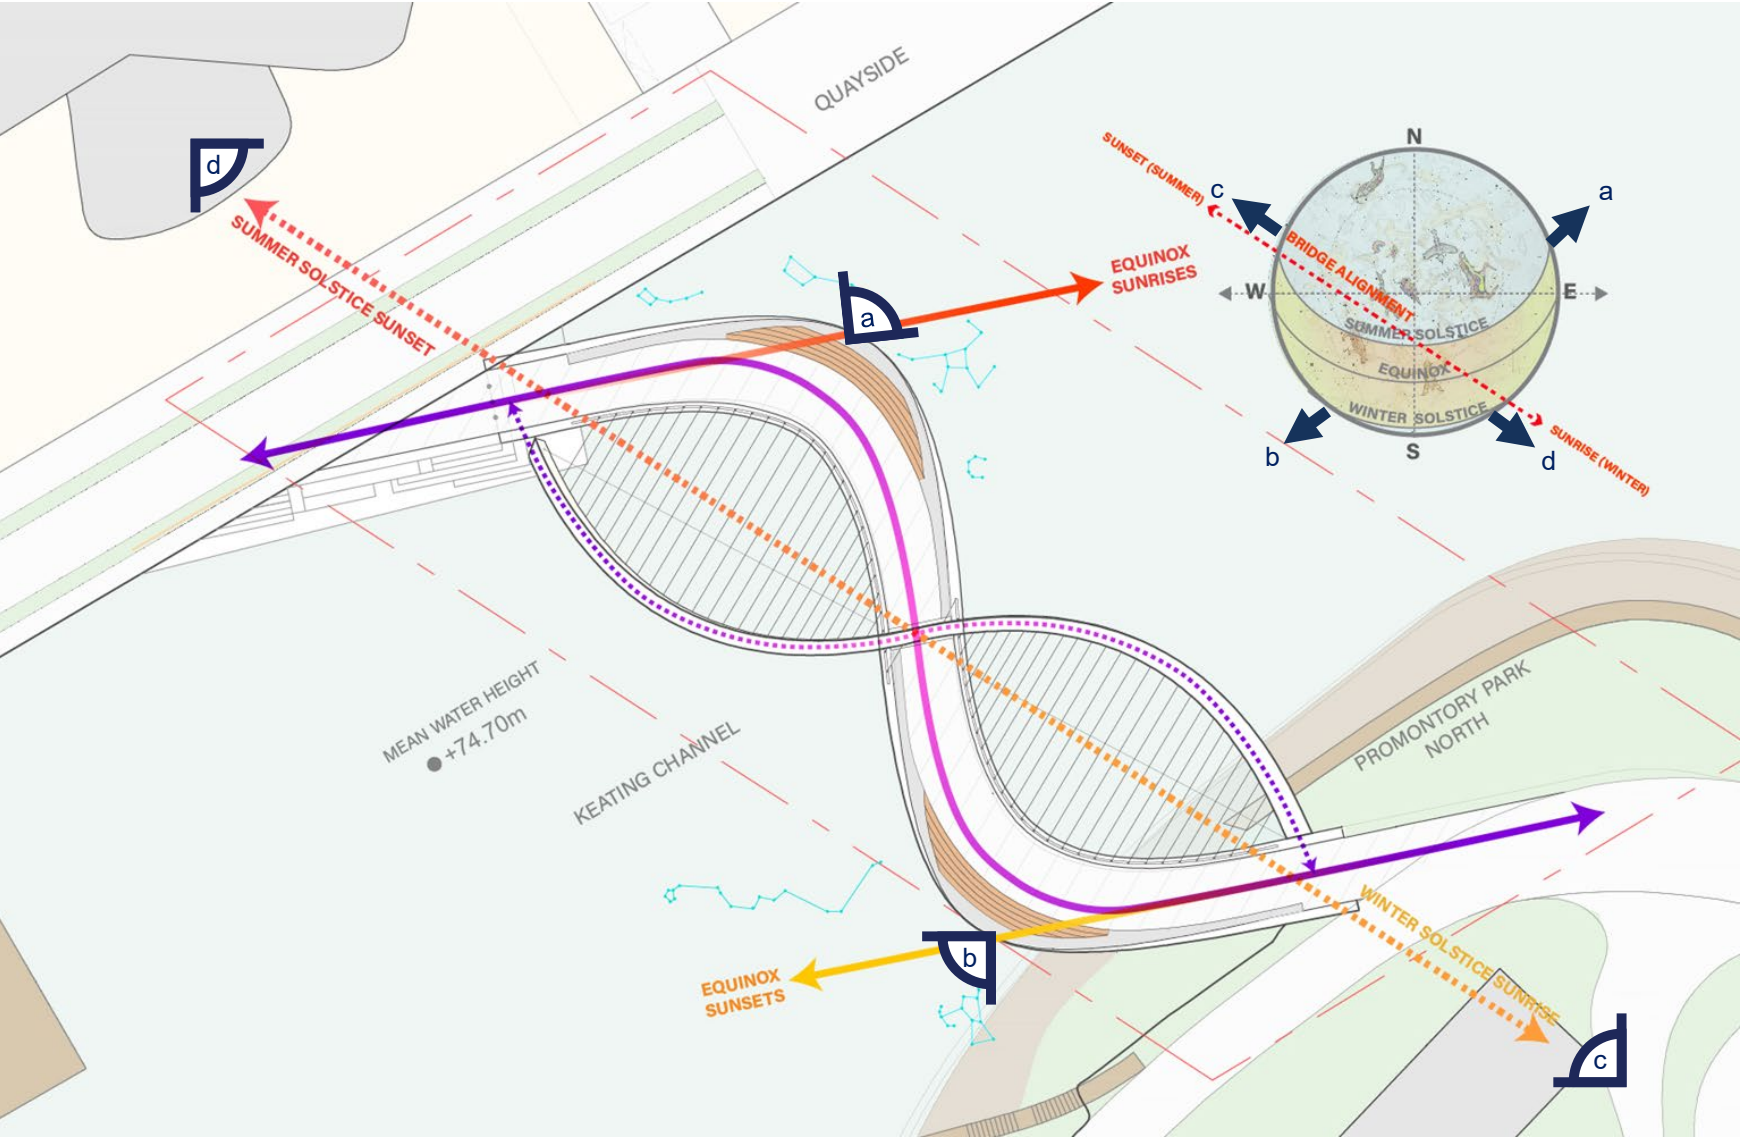 QUAYSIDE
d
SUMMER SOLSTICE SUNSET
a
EQUINOX
SUNRISES
SUNSET (SUMMER)
N
c
a
BRIDGE ALIGNMENT
W
E
SUMMER SOLSTICE
EQUINOX
WINTER SOLSTICE
b
S
d
SUNRISE (WINTER)
MEAN WATER HEIGHT
+74.70m
KEATING CHANNEL
PROMONTORY PARK
NORTH
WINTER SOLSTICE SUNRISE
b
EQUINOX
SUNSETS
c